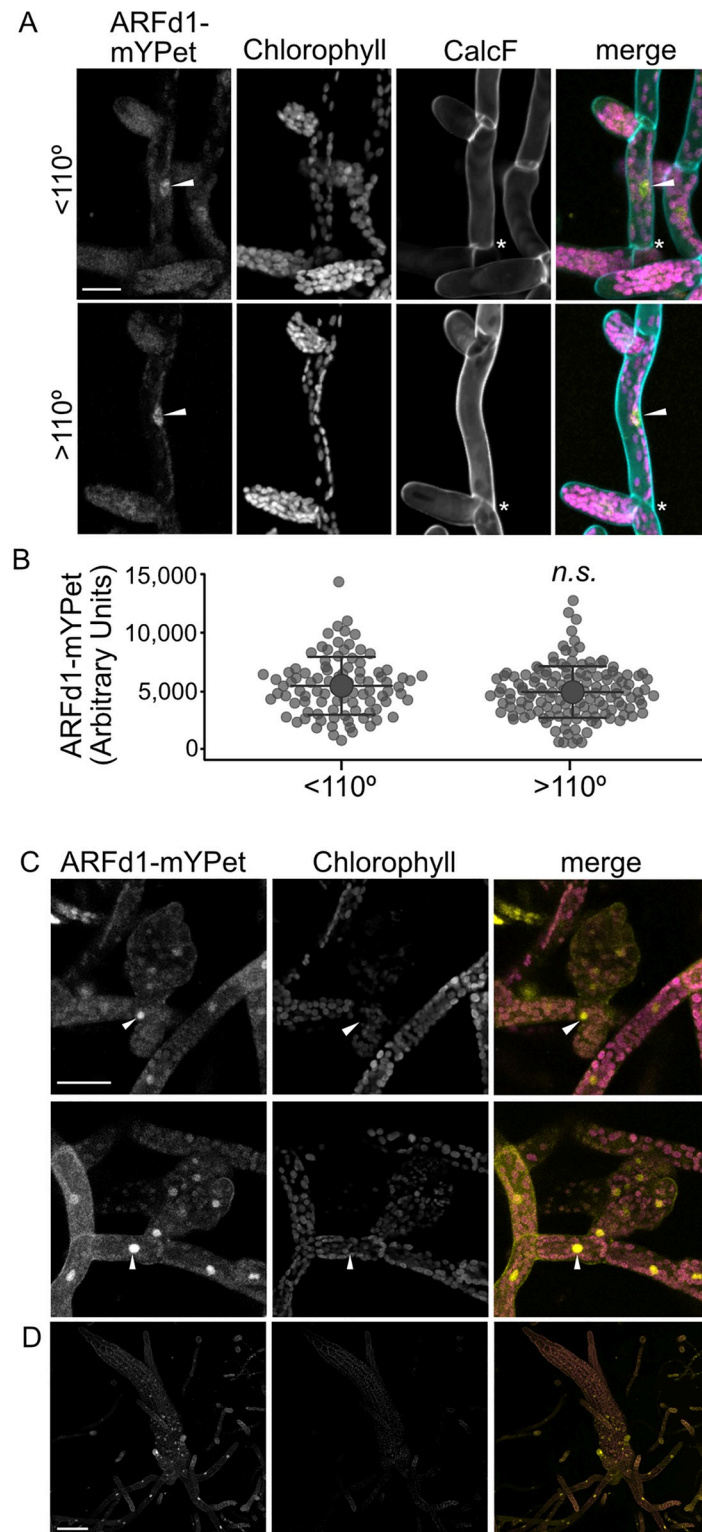 A
ARFd1-
mYPet
Chlorophyll
CalcF
merge
<110º
*
*
>110º
*
*
B
ARFd1-mYPet
(Arbitrary Units)
15,000
10,000
5,000
0
n.s.
<110º
>110º
C
ARFd1-mYPet
Chlorophyll
merge
D